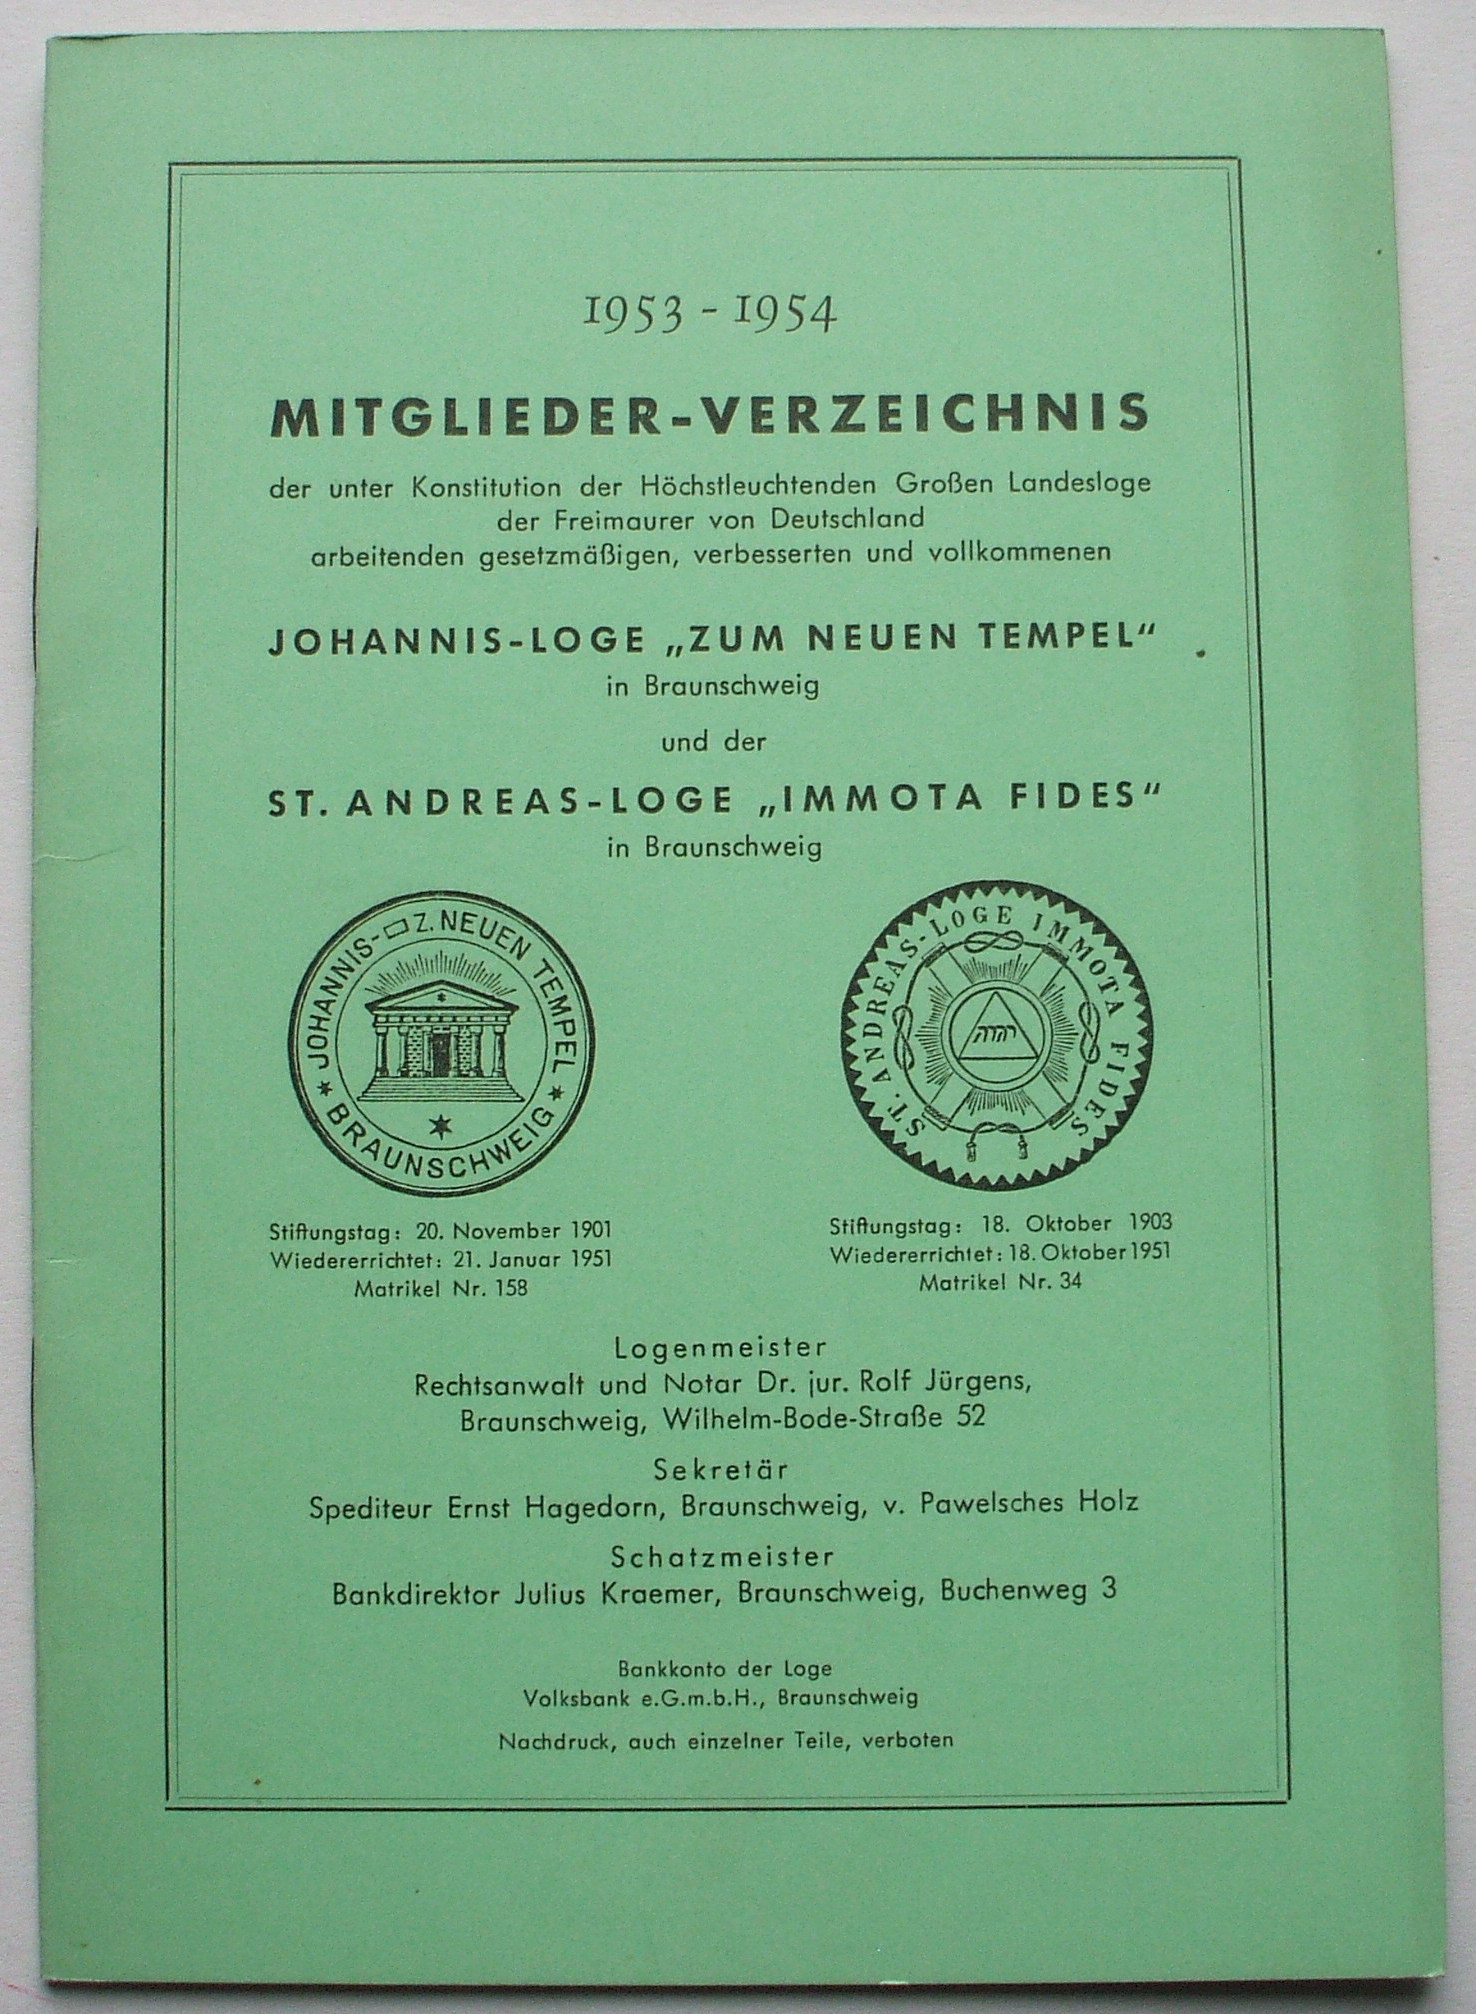 1953 - 1954
MITGLIEDER-VERZEICHNIS
der unter Konstitution der Höchstleuchtenden Großen Landesloge
der Freimaurer von Deutschland
arbeitenden gesetzmäßigen, verbesserten und vollkommenen
JOHANNIS-LOGE „ZUM NEUEN TEMPEL“
in Braunschweig
und der
ST. ANDREAS-LOGE „IMMOTA FIDES“
in Braunschweig
JOHANNIS-▭ Z. NEUEN TEMPEL
* BRAUNSCHWEIG *
ST. ANDREAS-LOGE IMMOTA FIDES
יהוה
Stiftungstag: 20. November 1901
Wiedererrichtet: 21. Januar 1951
Matrikel Nr. 158
Stiftungstag: 18. Oktober 1903
Wiedererrichtet: 18. Oktober 1951
Matrikel Nr. 34
Logenmeister
Rechtsanwalt und Notar Dr. jur. Rolf Jürgens,
Braunschweig, Wilhelm-Bode-Straße 52
Sekretär
Spediteur Ernst Hagedorn, Braunschweig, v. Pawelsches Holz
Schatzmeister
Bankdirektor Julius Kraemer, Braunschweig, Buchenweg 3
Bankkonto der Loge
Volksbank e.G.m.b.H., Braunschweig
Nachdruck, auch einzelner Teile, verboten